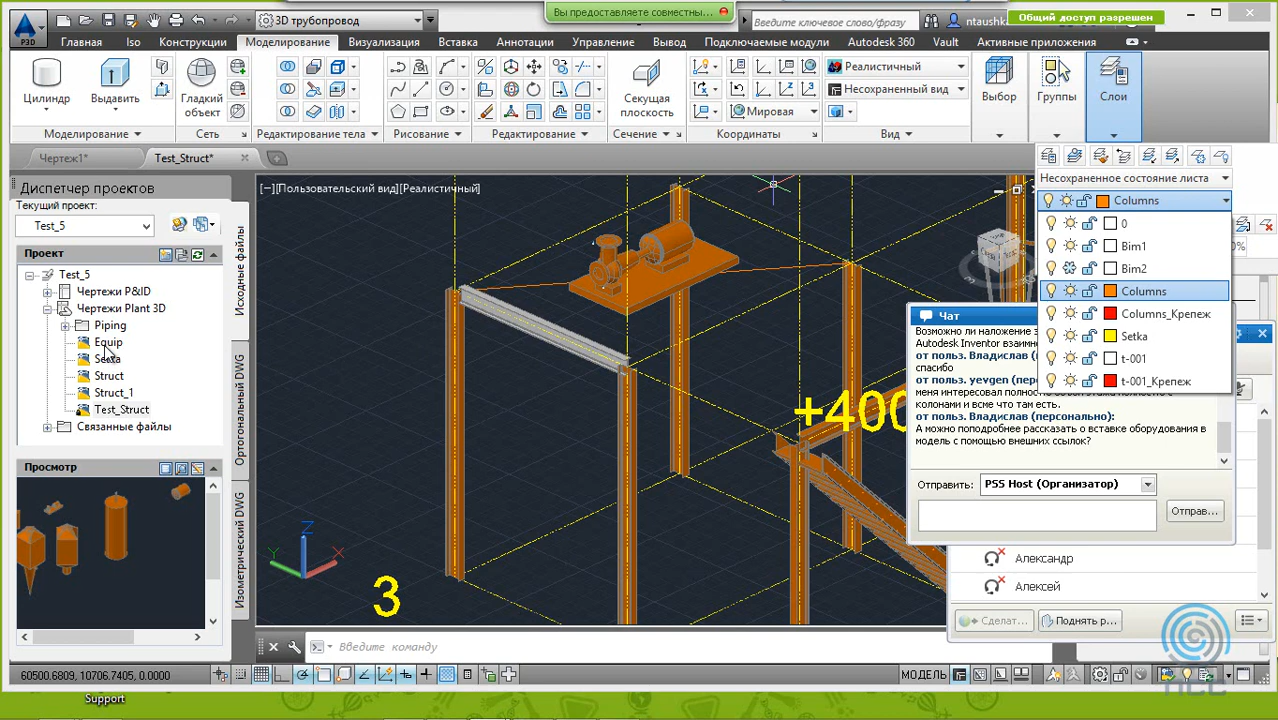 P3D
3D трубопровод
Вы предоставляете совместны...
Введите ключевое слово/фразу
ntaushka
Общий доступ разрешен
Главная
Iso
Конструкции
Моделирование
Визуализация
Вставка
Аннотации
Управление
Вывод
Подключаемые модули
Autodesk 360
Vault
Активные приложения
Цилиндр
Выдавить
Гладкий объект
Секущая плоскость
Реалистичный
Несохраненный вид
Мировая
Выбор
Группы
Слои
Моделирование
Сеть
Редактирование тела
Рисование
Редактирование
Сечение
Координаты
Вид
Чертеж1*
Test_Struct*
Диспетчер проектов
Текущий проект:
Test_5
Проект
Test_5
Чертежи P&ID
Чертежи Plant 3D
Piping
Equip
Setka
Struct
Struct_1
Test_Struct
Связанные файлы
Просмотр
Исходные файлы
Ортогональный DWG
Изометрический DWG
[−][Пользовательский вид][Реалистичный]
Несохраненное состояние листа
Columns
0
Bim1
Bim2
Columns
Columns_Крепеж
Setka
t-001
t-001_Крепеж
+400
3
Z
Y
X
Чат
Возможно ли наложение з
Autodesk Inventor взаимно
от польз. Владислав (перс
спасибо
от польз. yevgen (перс
колонами и всме что там есть.
от польз. Владислав (персонально):
А можно поподробнее рассказать о вставке оборудования в
модель с помощью внешних ссылок?
Отправить:
PSS Host (Организатор)
Отправ...
Александр
Алексей
Сделат...
Поднять р...
Введите команду
60500.6809, 10706.7405, 0.0000
МОДЕЛЬ
Support
ПСС